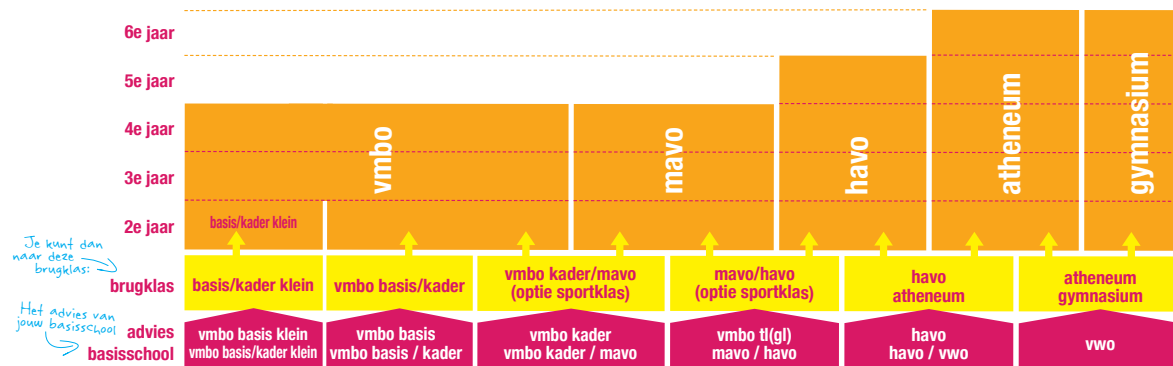 6e jaar
5e jaar
4e jaar
3e jaar
2e jaar
vmbo
mavo
havo
atheneum
gymnasium
basis/kader klein
Je kunt dan
naar deze
brugklas:
brugklas
basis/kader klein
vmbo basis/kader
vmbo kader/mavo
(optie sportklas)
mavo/havo
(optie sportklas)
havo
atheneum
atheneum
gymnasium
Het advies van
jouw basisschool
advies
basisschool
vmbo basis klein
vmbo basis/kader klein
vmbo basis
vmbo basis / kader
vmbo kader
vmbo kader / mavo
vmbo tl(gl)
mavo / havo
havo
havo / vwo
vwo